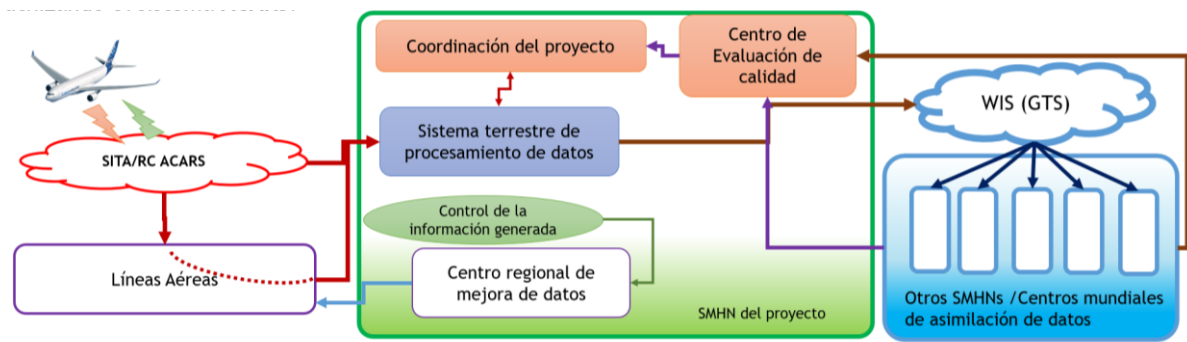 Coordinación del proyecto
Centro de
Evaluación de
calidad
WIS (GTS)
SITA/RC ACARS
Sistema terrestre de
procesamiento de datos
Control de la
información generada
Líneas Aéreas
Centro regional de
mejora de datos
SMHN del proyecto
Otros SMHNs /Centros mundiales
de asimilación de datos